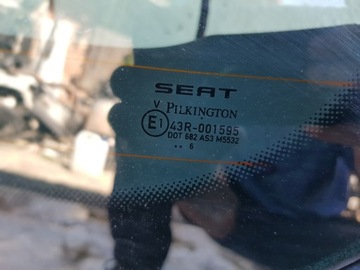 SEAT
V PILKINGTON
E1 43R-001595
DOT 682 AS3 M5532
.. 6